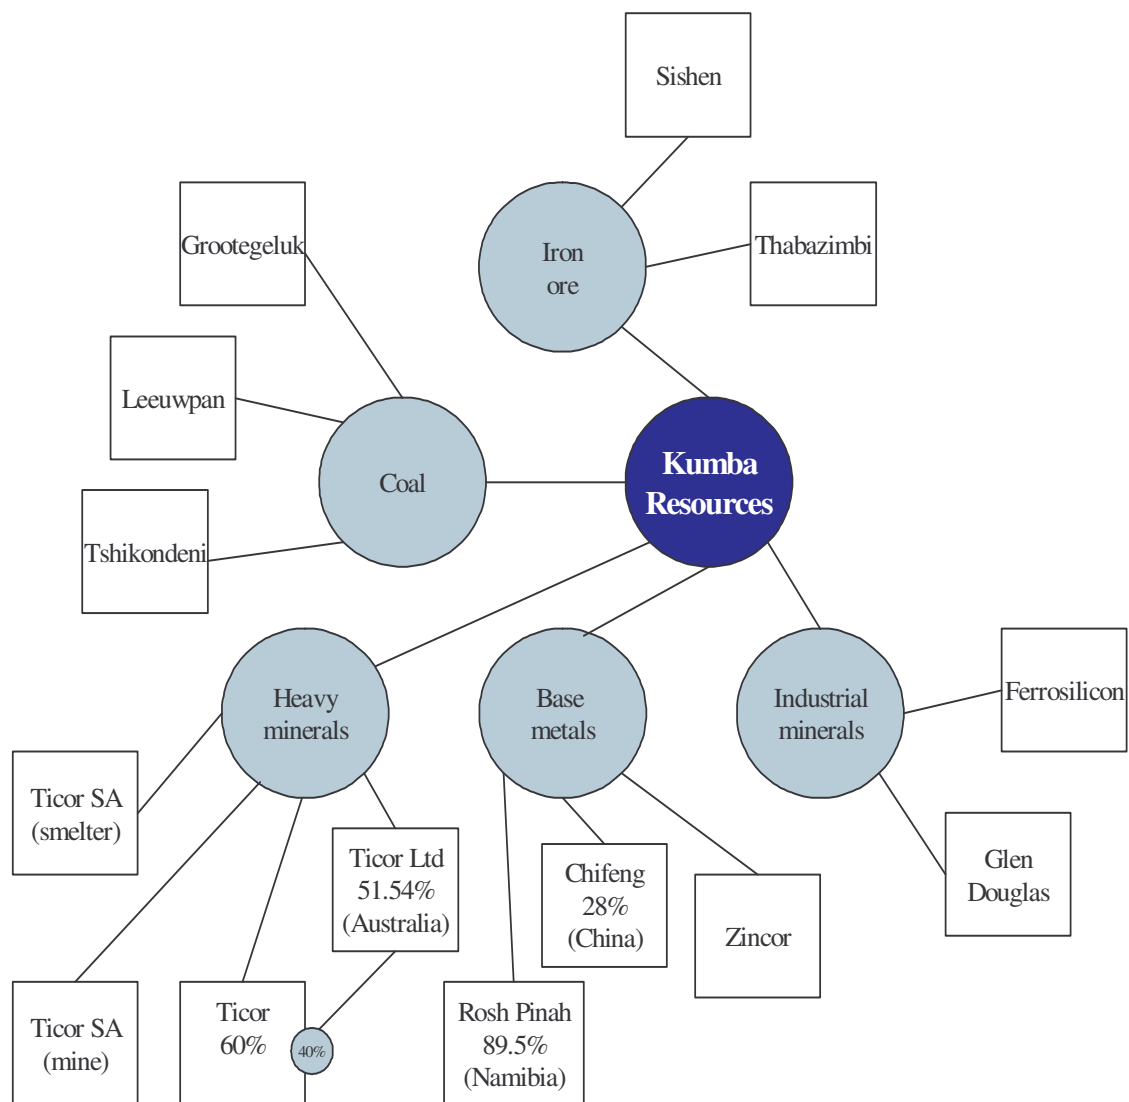 Sishen
Iron
ore
Thabazimbi
Grootegeluk
Leeuwpan
Coal
Kumba
Resources
Tshikondeni
Heavy
minerals
Base
metals
Industrial
minerals
Ferrosilicon
Ticor SA
(smelter)
Ticor Ltd
51.54%
(Australia)
Chifeng
28%
(China)
Zincor
Glen
Douglas
Ticor SA
(mine)
Ticor
60%
40%
Rosh Pinah
89.5%
(Namibia)